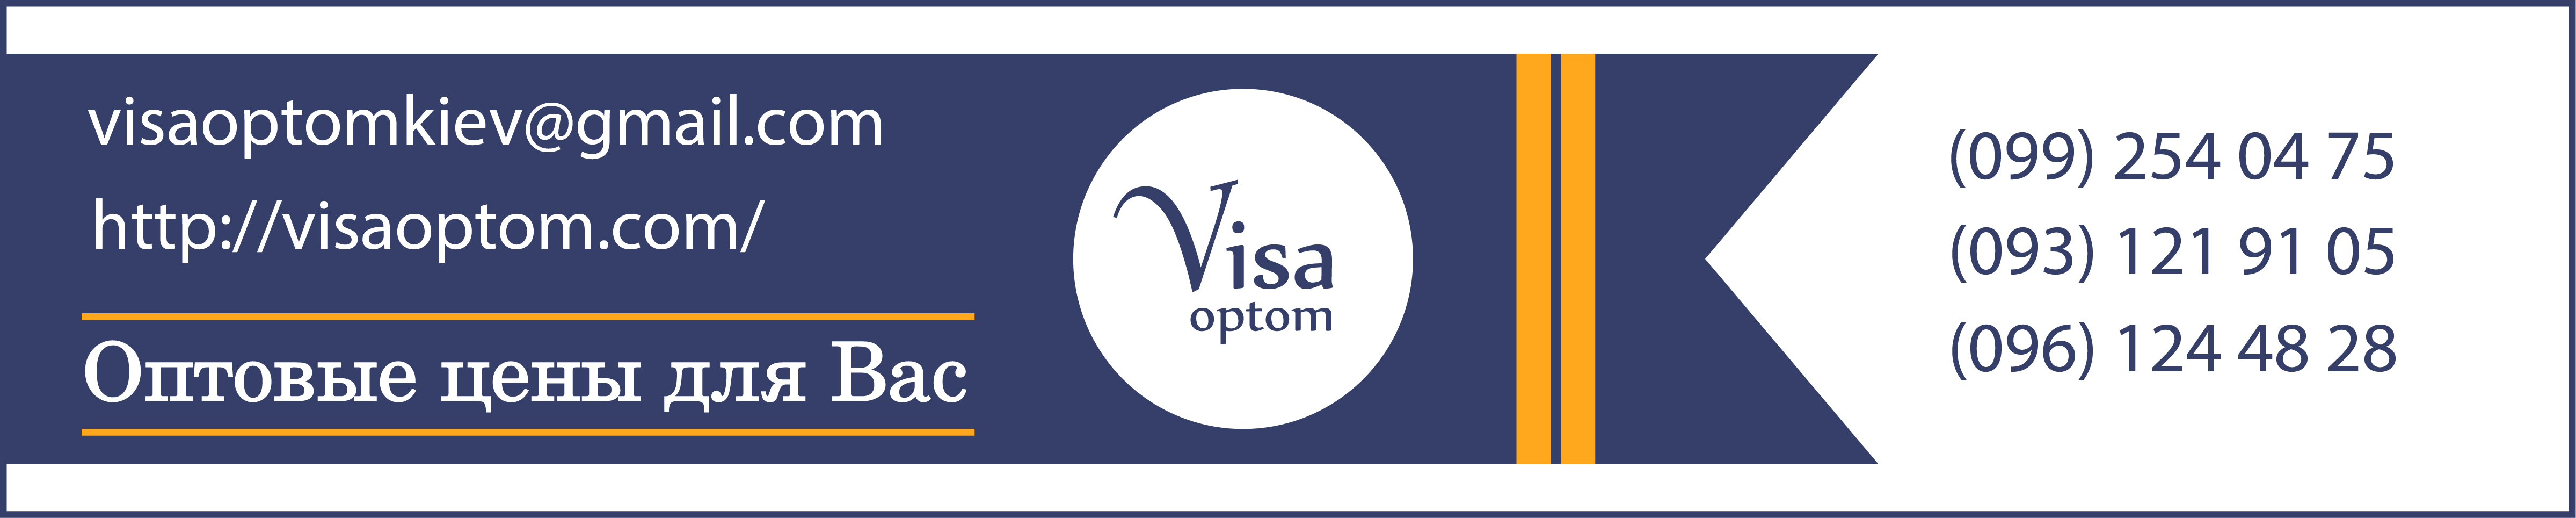 visaoptomkiev@gmail.com
http://visaoptom.com/
Оптовые цены для Вас
Visa
optom
(099) 254 04 75
(093) 121 91 05
(096) 124 48 28